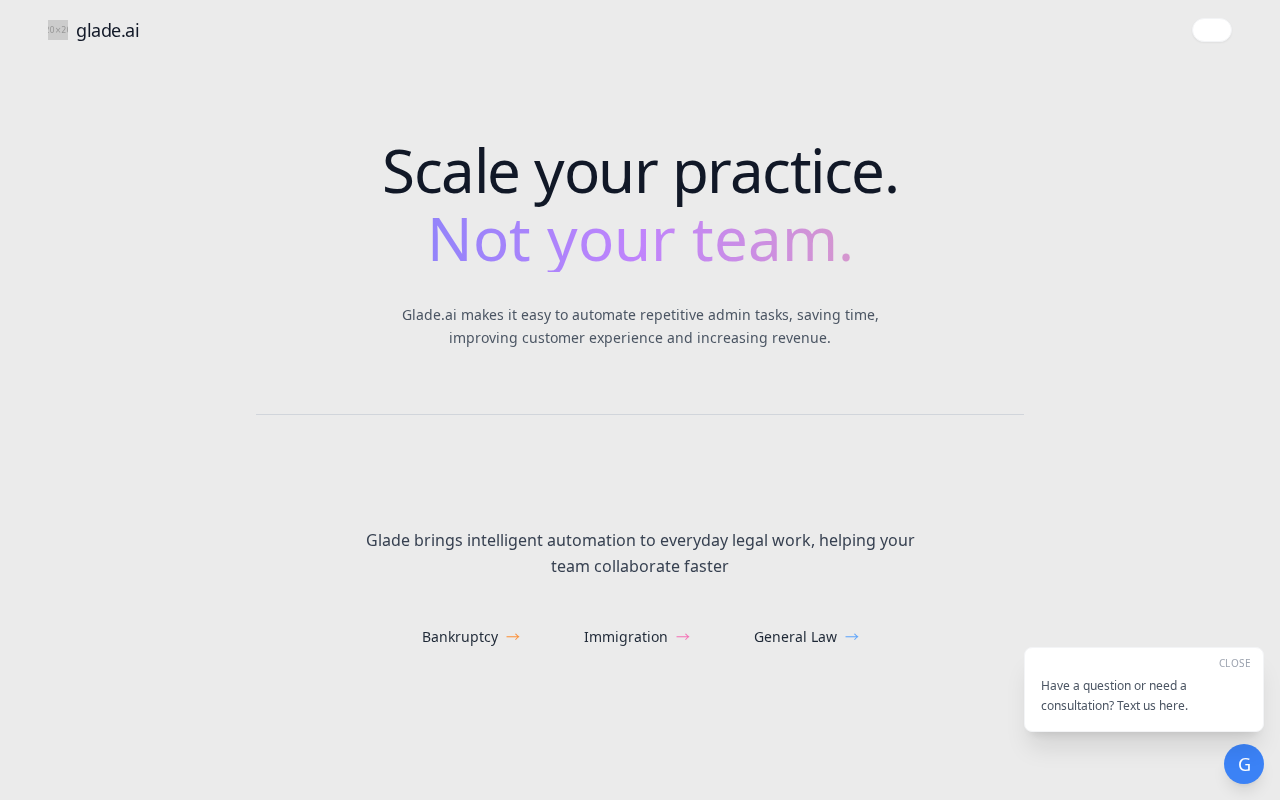 glade.ai
Scale your practice.
Not your team.
Glade.ai makes it easy to automate repetitive admin tasks, saving time,
improving customer experience and increasing revenue.
Glade brings intelligent automation to everyday legal work, helping your
team collaborate faster
Bankruptcy →
Immigration →
General Law →
CLOSE
Have a question or need a
consultation? Text us here.
G